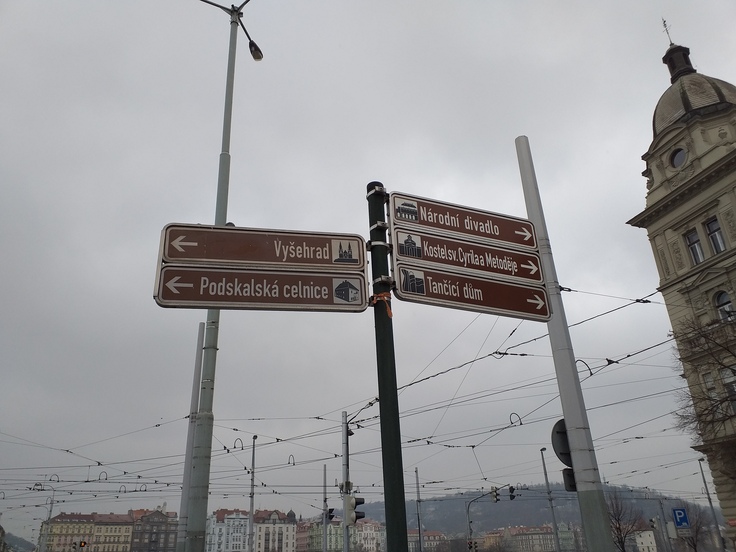 Vyšehrad
Podskalská celnice
Národní divadlo
Kostel sv. Cyrila a Metoděje
Tančící dům
P